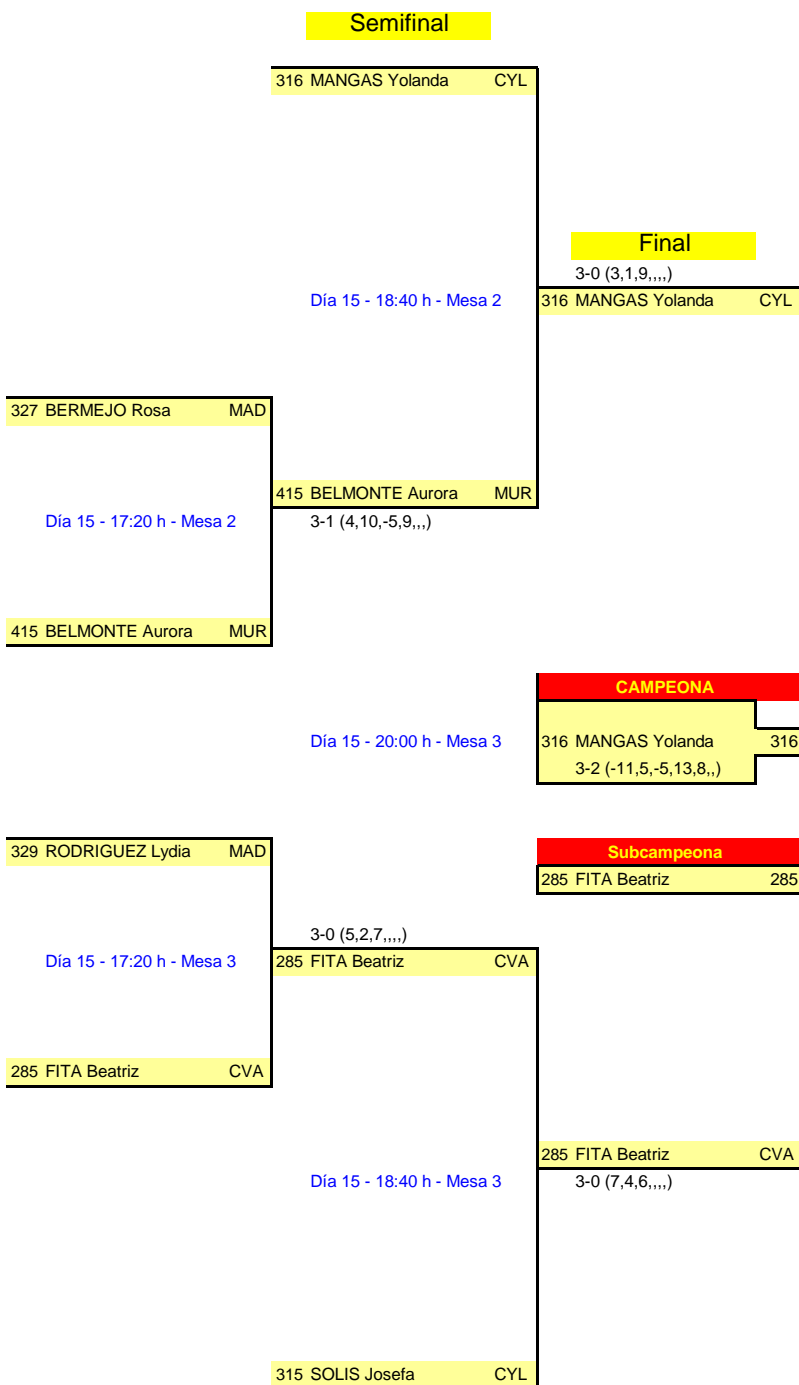 Semifinal
316 MANGAS Yolanda CYL
Final
3-0 (3,1,9,,,,)
Día 15 - 18:40 h - Mesa 2
316 MANGAS Yolanda CYL
327 BERMEJO Rosa MAD
415 BELMONTE Aurora MUR
Día 15 - 17:20 h - Mesa 2
3-1 (4,10,-5,9,,,)
415 BELMONTE Aurora MUR
CAMPEONA
Día 15 - 20:00 h - Mesa 3
316 MANGAS Yolanda 316
3-2 (-11,5,-5,13,8,,)
329 RODRIGUEZ Lydia MAD
Subcampeona
285 FITA Beatriz 285
3-0 (5,2,7,,,,)
Día 15 - 17:20 h - Mesa 3
285 FITA Beatriz CVA
285 FITA Beatriz CVA
285 FITA Beatriz CVA
Día 15 - 18:40 h - Mesa 3
3-0 (7,4,6,,,,)
315 SOLIS Josefa CYL